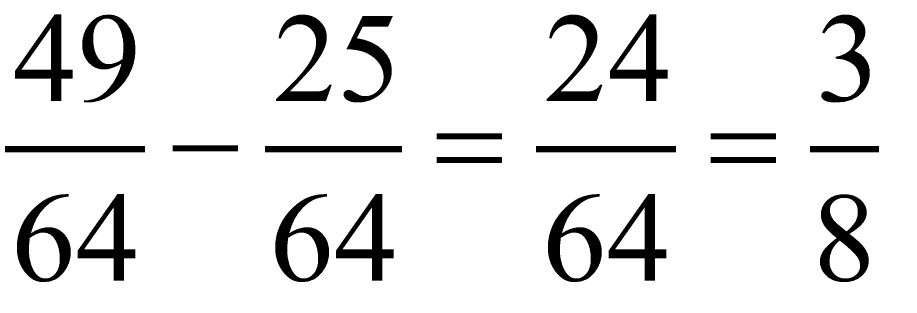 49/64 − 25/64 = 24/64 = 3/8